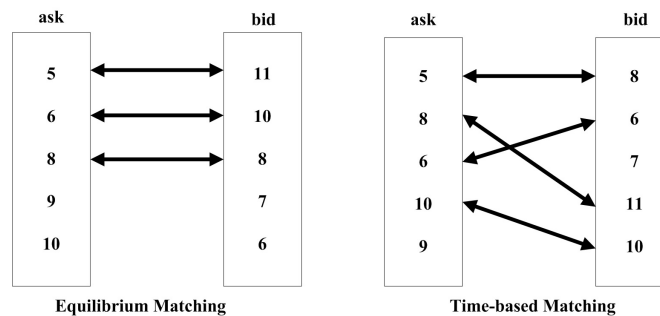 ask bid ask bid
5 11 5 8
6 10 8 6
8 8 6 7
9 7 10 11
10 6 9 10
Equilibrium Matching Time-based Matching